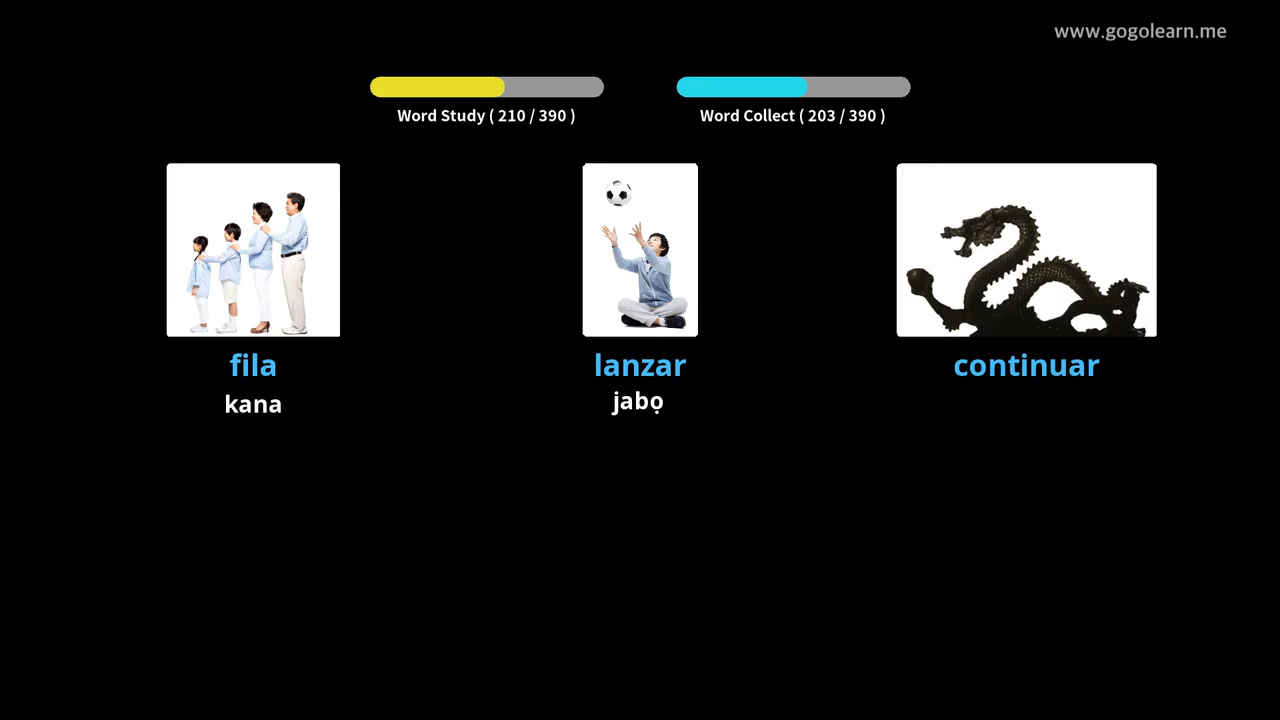 www.gogolearn.me
Word Study ( 210 / 390 )
Word Collect ( 203 / 390 )
fila
lanzar
continuar
kana
jabọ